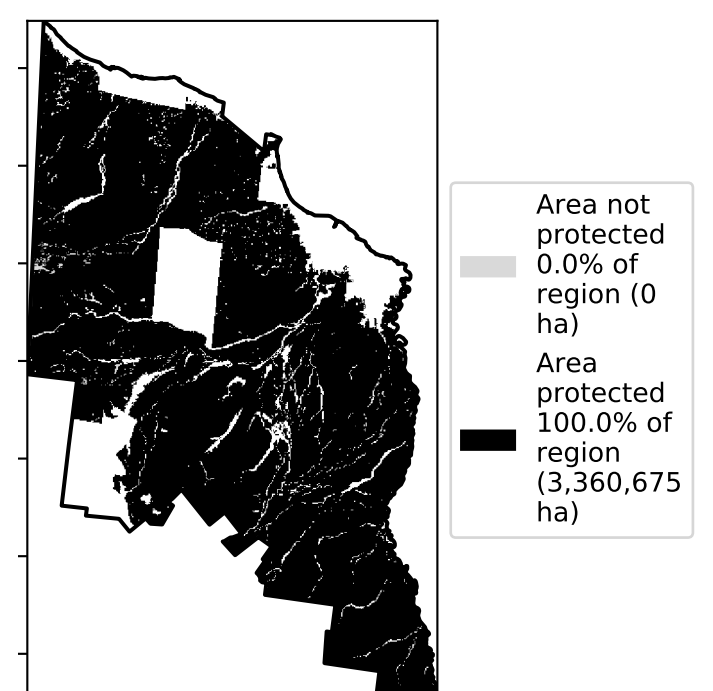 Area not
protected
0.0% of
region (0
ha)
Area
protected
100.0% of
region
(3,360,675
ha)